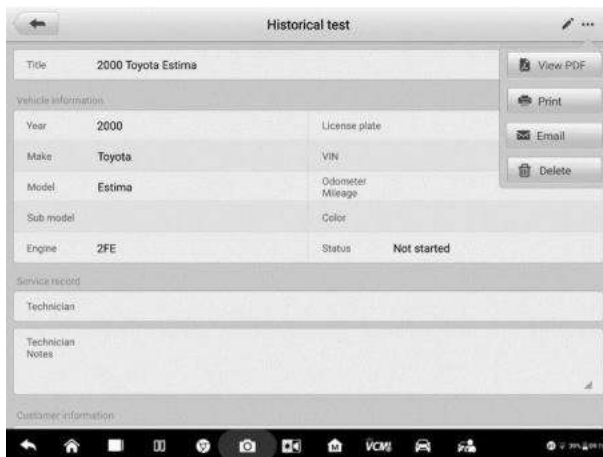 Historical test
Title 2000 Toyota Estima
View PDF
Vehicle information
Print
Year 2000 License plate
Email
Make Toyota VIN
Delete
Model Estima Odometer Mileage
Sub model Color
Engine 2FE Status Not started
Service record
Technician
Technician
Notes
Customer information
VCMI